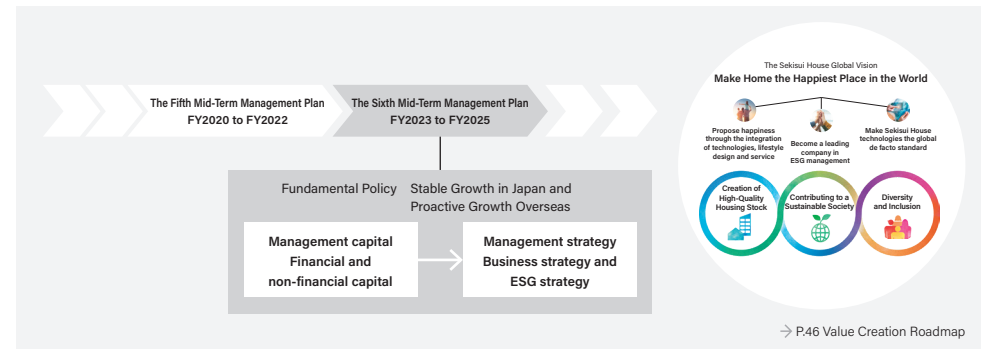 The Fifth Mid-Term Management Plan
FY2020 to FY2022
The Sixth Mid-Term Management Plan
FY2023 to FY2025
Fundamental Policy
Stable Growth in Japan and
Proactive Growth Overseas
Management capital
Financial and
non-financial capital
Management strategy
Business strategy and
ESG strategy
The Sekisui House Global Vision
Make Home the Happiest Place in the World
Propose happiness
through the integration
of technologies, lifestyle
design and service
Become a leading
company in
ESG management
Make Sekisui House
technologies the global
de facto standard
Creation of
High-Quality
Housing Stock
Contributing to a
Sustainable Society
Diversity
and Inclusion
→ P.46 Value Creation Roadmap